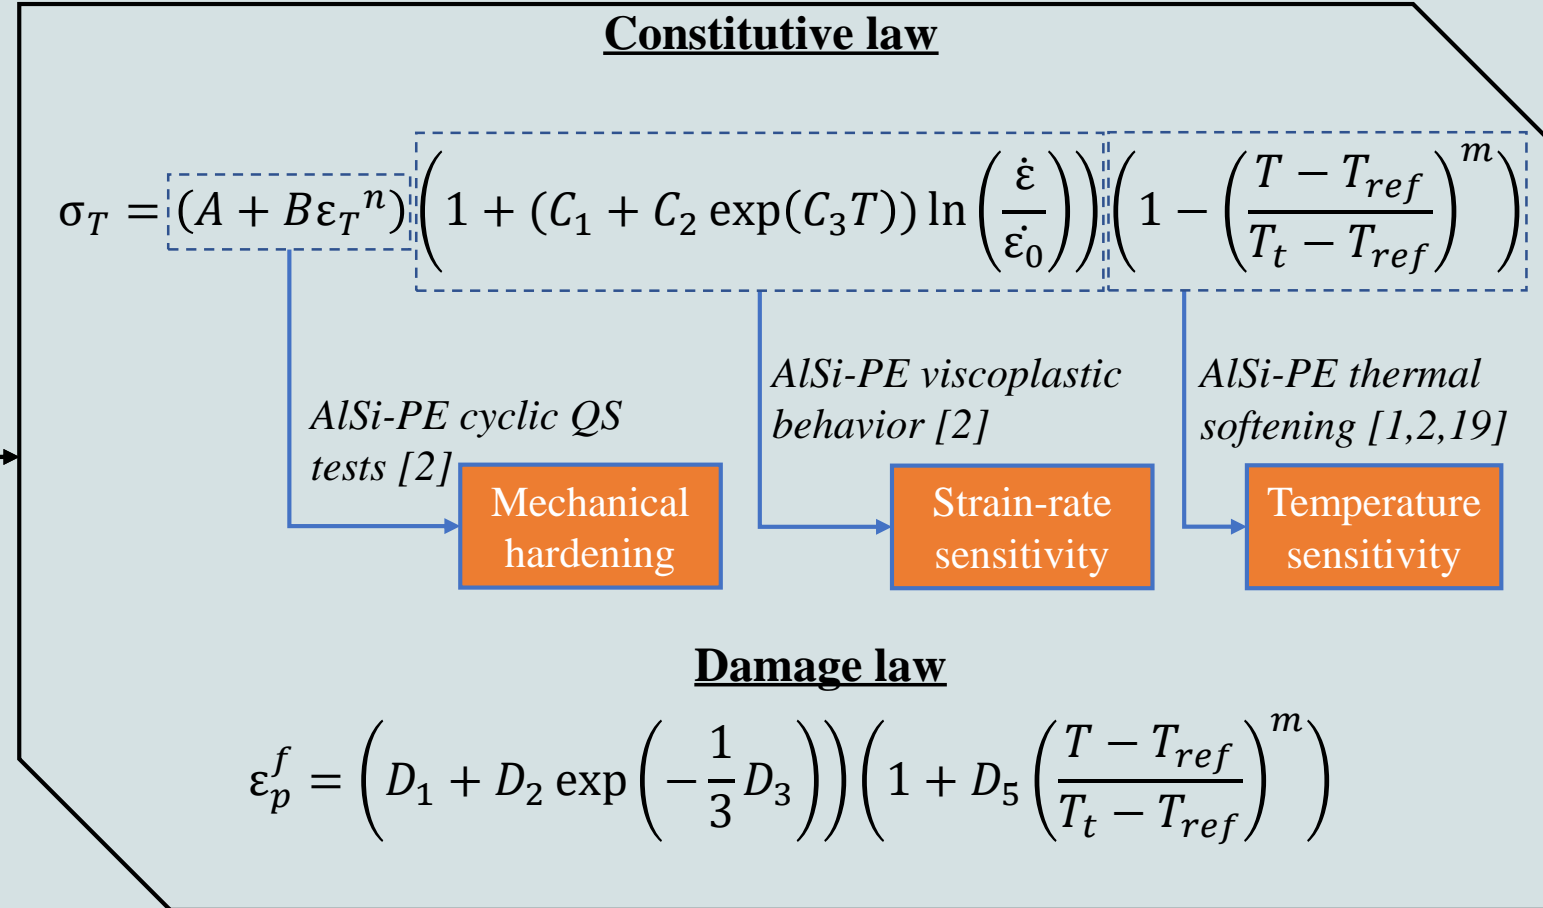 Constitutive law
σ_T = (A + Bε_T^n)(1 + (C_1 + C_2 exp(C_3T)) ln(ε̇/ε̇_0))(1 − ((T − T_ref)/(T_t − T_ref))^m)
AlSi-PE cyclic QS
tests [2]
Mechanical
hardening
AlSi-PE viscoplastic
behavior [2]
Strain-rate
sensitivity
AlSi-PE thermal
softening [1,2,19]
Temperature
sensitivity
Damage law
ε_p^f = (D_1 + D_2 exp(−1/3 D_3))(1 + D_5((T − T_ref)/(T_t − T_ref))^m)